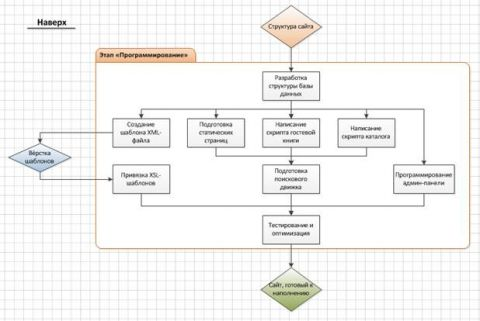 Наверх
Структура сайта
Этап «Программирование»
Разработка
структуры базы
данных
Создание
шаблона XML-
файла
Подготовка
статических
страниц
Написание
скрипта гостевой
книги
Написание
скрипта каталога
Вёрстка
шаблонов
Привязка XSL-
шаблонов
Подготовка
поискового
движка
Программирование
админ-панели
Тестирование и
оптимизация
Сайт, готовый к
наполнению